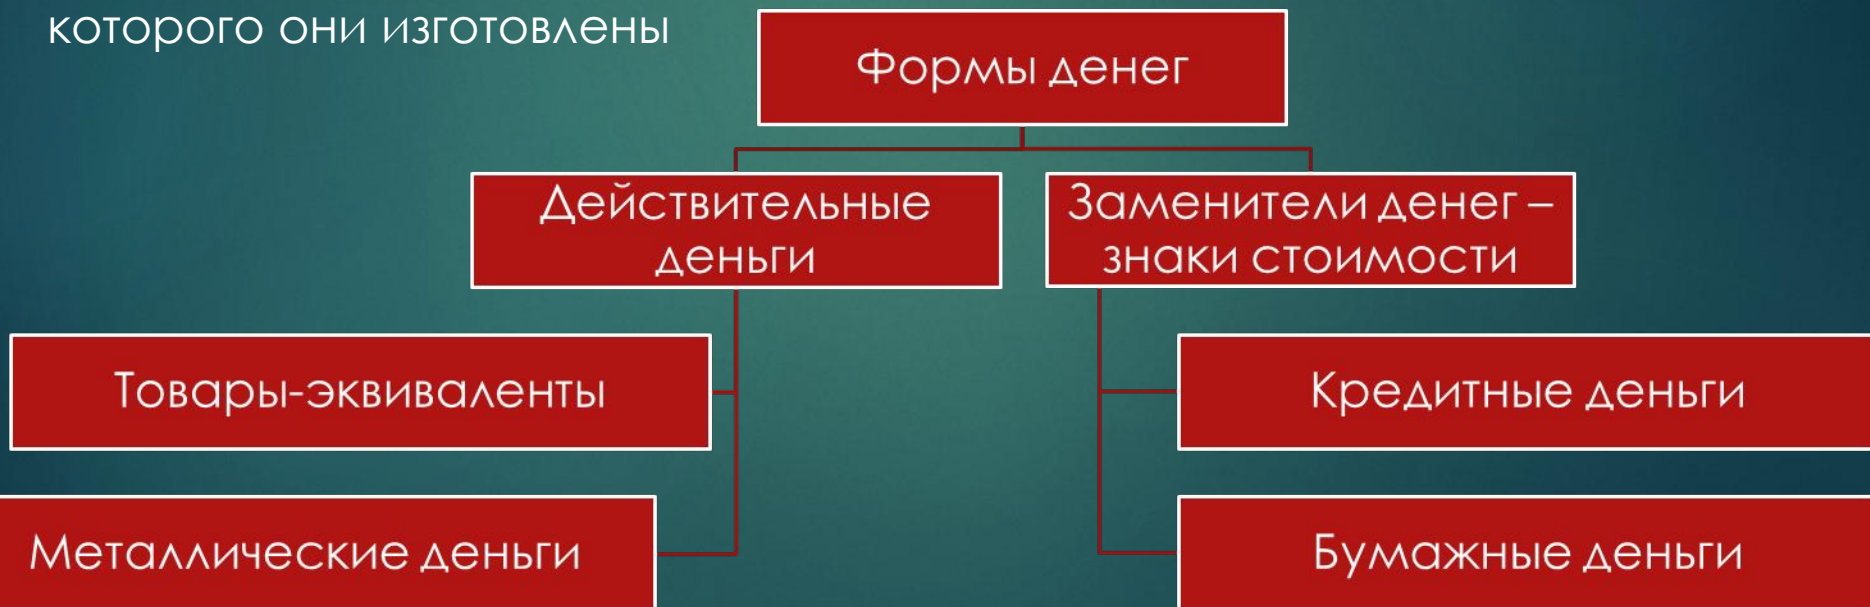 которого они изготовлены
Формы денег
Действительные
деньги
Заменители денег –
знаки стоимости
Товары-эквиваленты
Кредитные деньги
Металлические деньги
Бумажные деньги